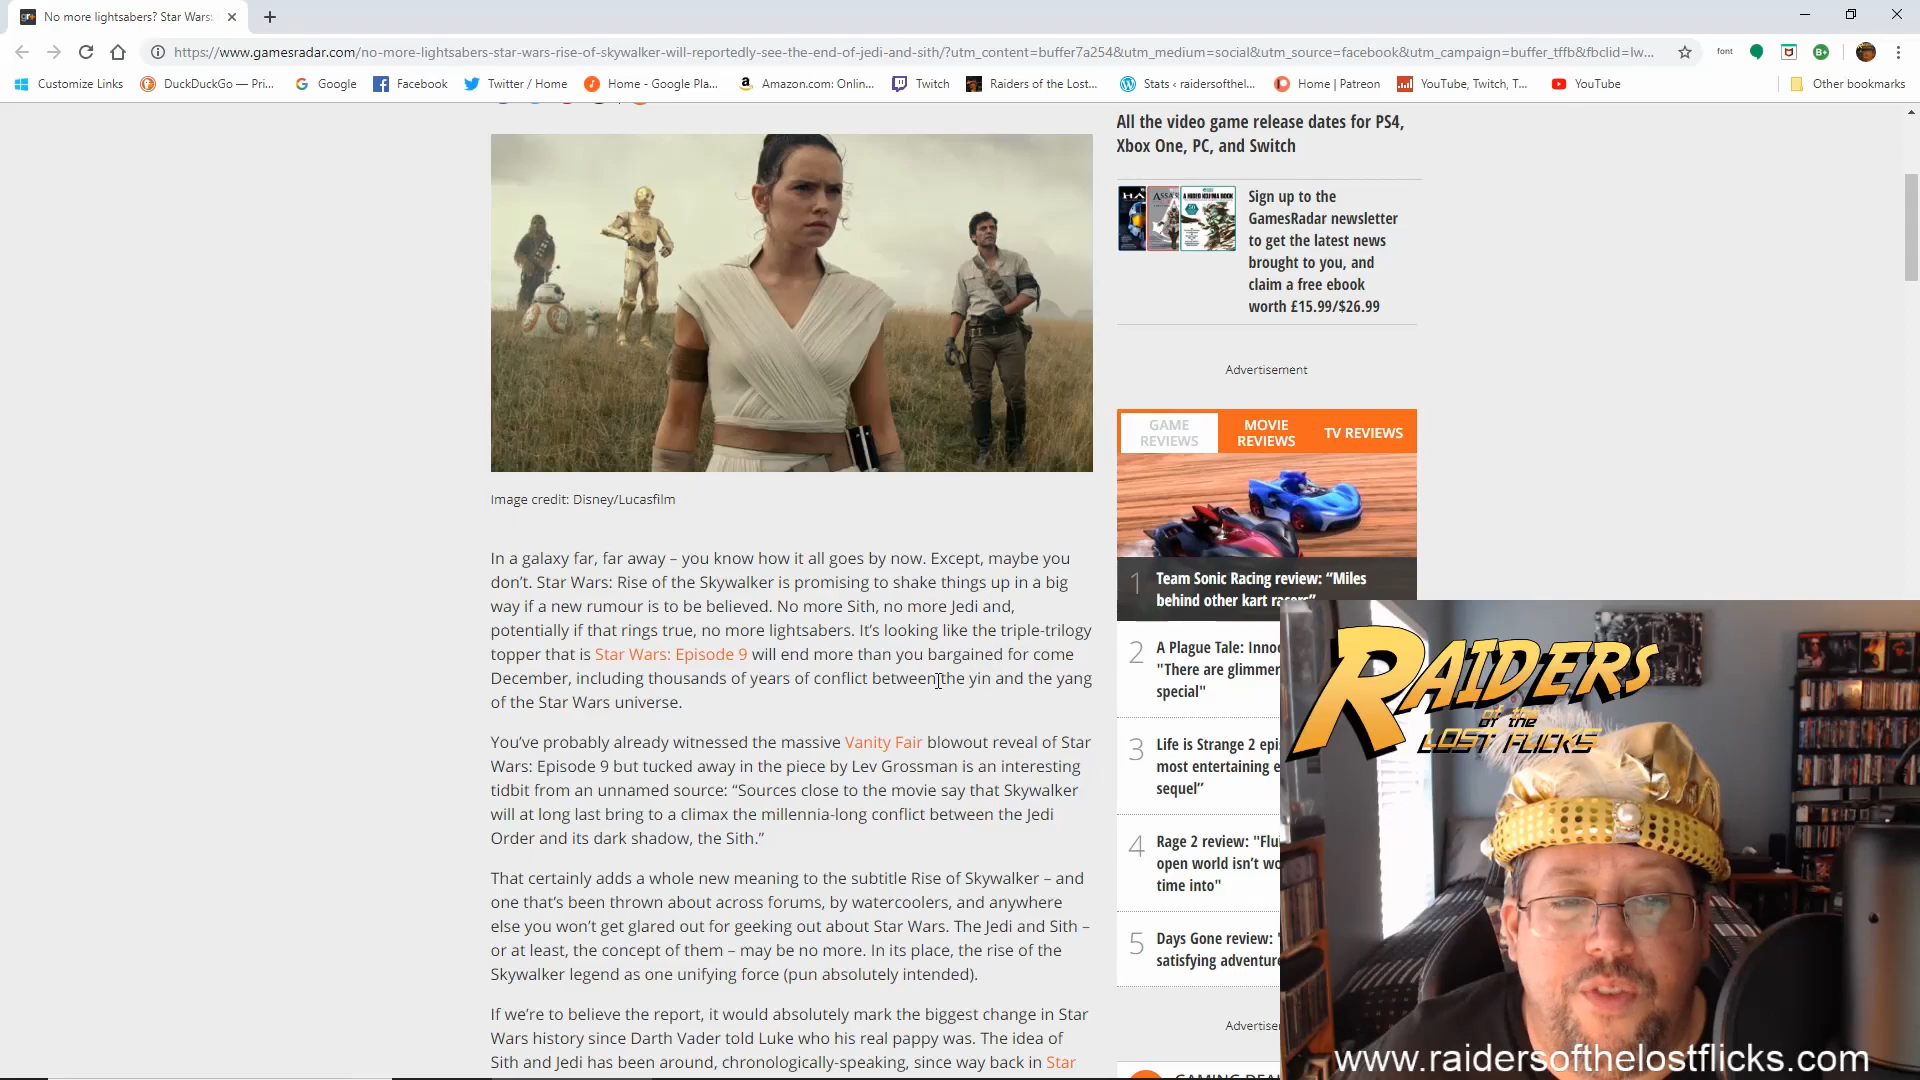 No more lightsabers? Star Wars:
https://www.gamesradar.com/no-more-lightsabers-star-wars-rise-of-skywalker-will-reportedly-see-the-end-of-jedi-and-sith/?utm_content=buffer7a254&utm_medium=social&utm_source=facebook&utm_campaign=buffer_tffb&fbclid=lw...
font
Customize Links DuckDuckGo — Pri... Google Facebook Twitter / Home Home - Google Pla... Amazon.com: Onlin... Twitch Raiders of the Lost... Stats ‹ raidersofthel... Home | Patreon YouTube, Twitch, T... YouTube Other bookmarks
Image credit: Disney/Lucasfilm
In a galaxy far, far away – you know how it all goes by now. Except, maybe you
don't. Star Wars: Rise of the Skywalker is promising to shake things up in a big
way if a new rumour is to be believed. No more Sith, no more Jedi and,
potentially if that rings true, no more lightsabers. It's looking like the triple-trilogy
topper that is Star Wars: Episode 9 will end more than you bargained for come
December, including thousands of years of conflict between the yin and the yang
of the Star Wars universe.
You've probably already witnessed the massive Vanity Fair blowout reveal of Star
Wars: Episode 9 but tucked away in the piece by Lev Grossman is an interesting
tidbit from an unnamed source: “Sources close to the movie say that Skywalker
will at long last bring to a climax the millennia-long conflict between the Jedi
Order and its dark shadow, the Sith.”
That certainly adds a whole new meaning to the subtitle Rise of Skywalker – and
one that's been thrown about across forums, by watercoolers, and anywhere
else you won't get glared out for geeking out about Star Wars. The Jedi and Sith –
or at least, the concept of them – may be no more. In its place, the rise of the
Skywalker legend as one unifying force (pun absolutely intended).
If we're to believe the report, it would absolutely mark the biggest change in Star
Wars history since Darth Vader told Luke who his real pappy was. The idea of
Sith and Jedi has been around, chronologically-speaking, since way back in Star
All the video game release dates for PS4,
Xbox One, PC, and Switch
Sign up to the
GamesRadar newsletter
to get the latest news
brought to you, and
claim a free ebook
worth £15.99/$26.99
Advertisement
GAME REVIEWS
MOVIE REVIEWS
TV REVIEWS
1 Team Sonic Racing review: “Miles
behind other kart racers”
2 A Plague Tale: Innoc
"There are glimmer
special"
3 Life is Strange 2 epi
most entertaining e
sequel”
4 Rage 2 review: "Flu
open world isn't wo
time into"
5 Days Gone review: "
satisfying adventure
Advertise
GAMING DEA
RAIDERS
of the
LOST FLICKS
www.raidersofthelostflicks.com